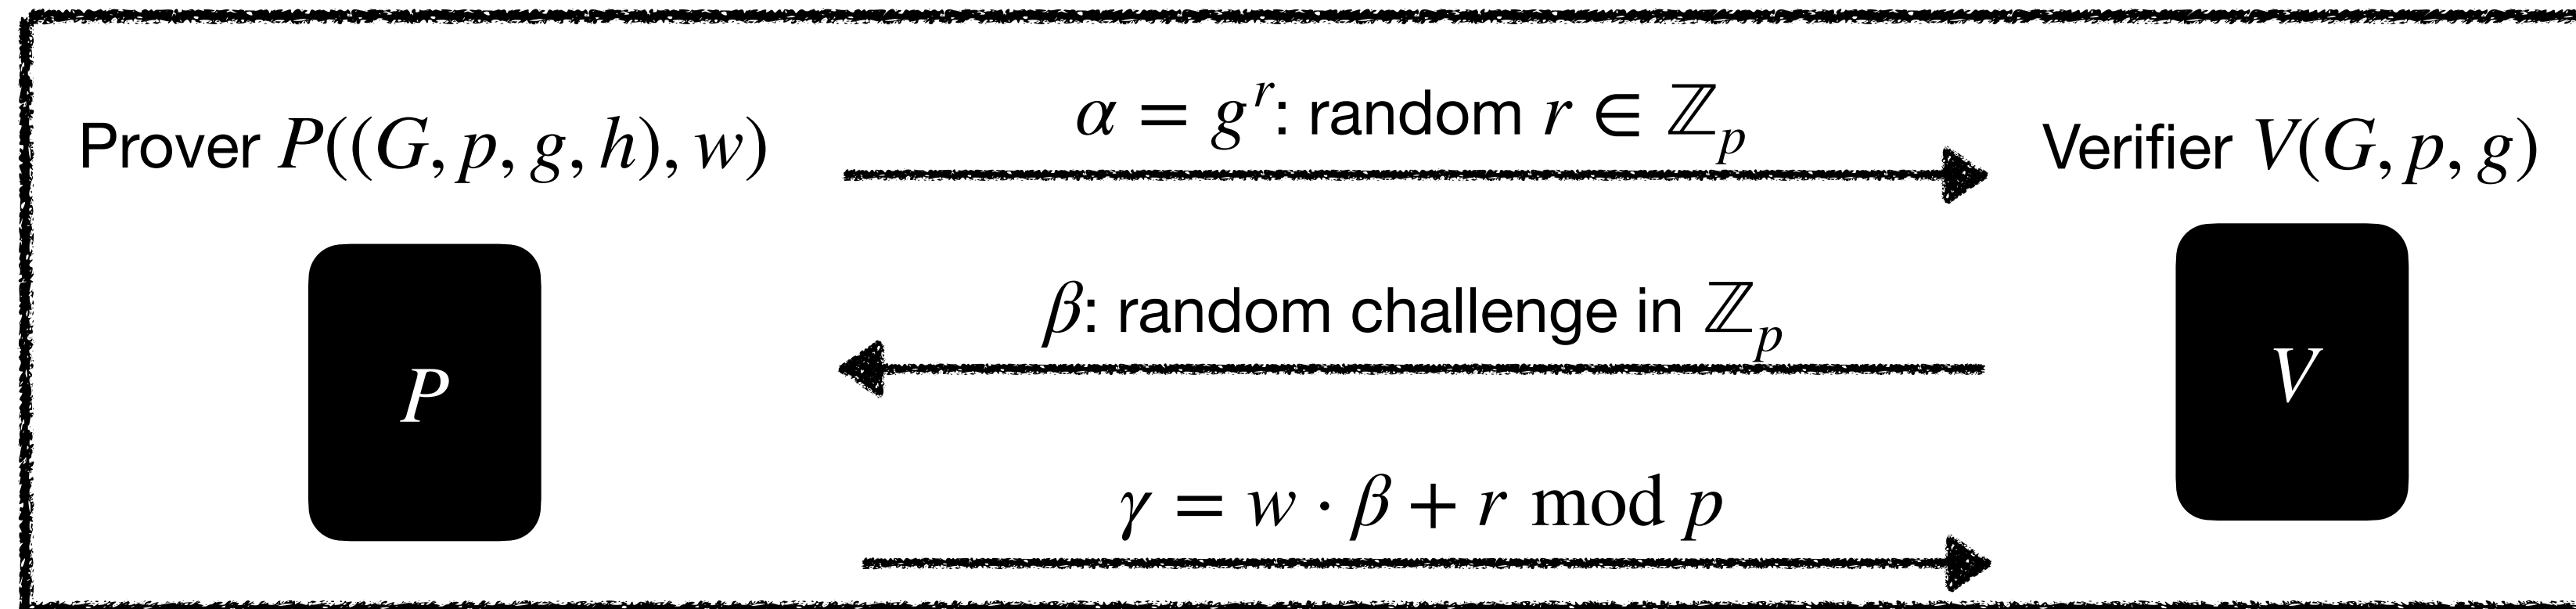 Prover P((G, p, g, h), w)
α = g^r: random r ∈ ℤ_p
Verifier V(G, p, g)
β: random challenge in ℤ_p
P
V
γ = w · β + r mod p